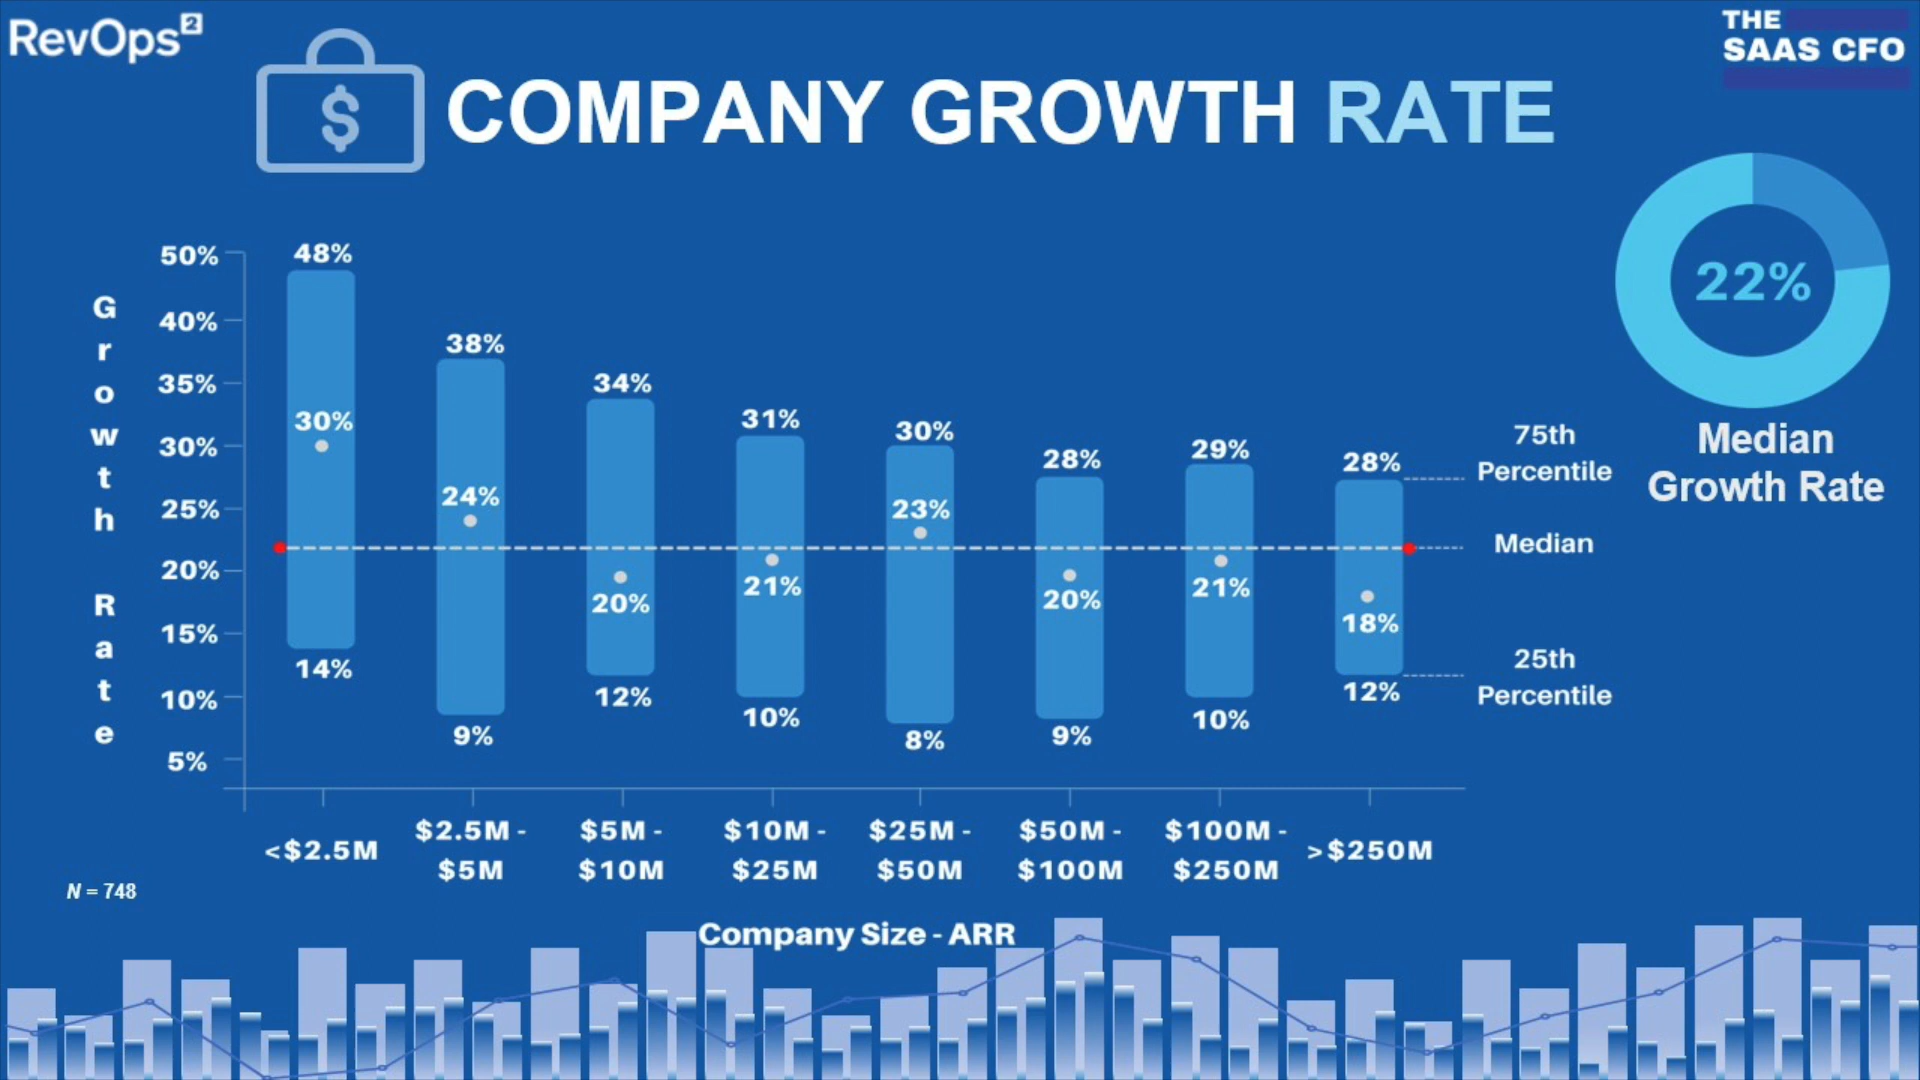 RevOps²
THE
SAAS CFO
$
COMPANY GROWTH RATE
22%
Median
Growth Rate
Growth Rate
50%
40%
35%
30%
25%
20%
15%
10%
5%
48%
30%
14%
38%
24%
9%
34%
20%
12%
31%
21%
10%
30%
23%
8%
28%
20%
9%
29%
21%
10%
28%
18%
12%
75th
Percentile
Median
25th
Percentile
<$2.5M
$2.5M -
$5M
$5M -
$10M
$10M -
$25M
$25M -
$50M
$50M -
$100M
$100M -
$250M
>$250M
N = 748
Company Size - ARR